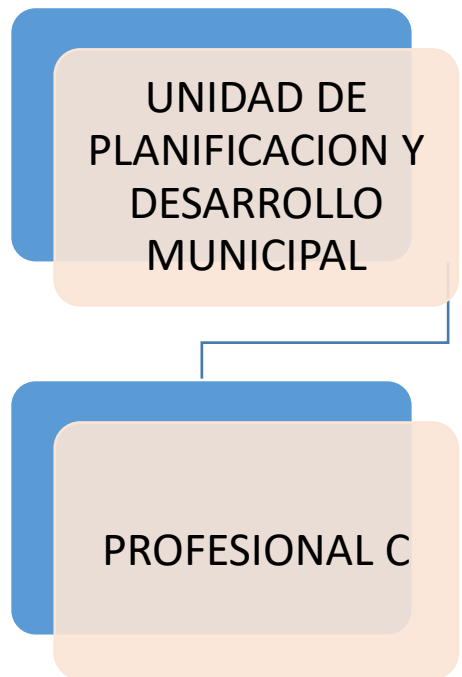 UNIDAD DE
PLANIFICACION Y
DESARROLLO
MUNICIPAL
PROFESIONAL C